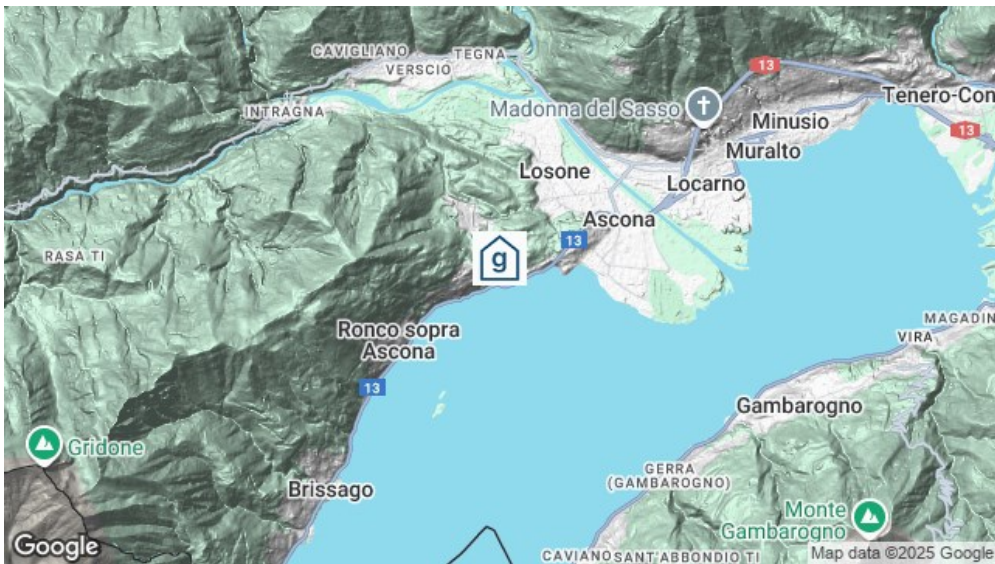 CAVIGLIANO
TEGNA
VERSCIO
13
Tenero-Con
Madonna del Sasso
INTRAGNA
Minusio
13
Muralto
Losone
Locarno
Ascona
13
RASA TI
g
Ronco sopra
Ascona
MAGADIN
VIRA
13
Gambarogno
Gridone
GERRA
(GAMBAROGNO)
Brissago
Monte
Gambarogno
Google
CAVIANO
SANT'ABBONDIO TI
Map data ©2025 Google